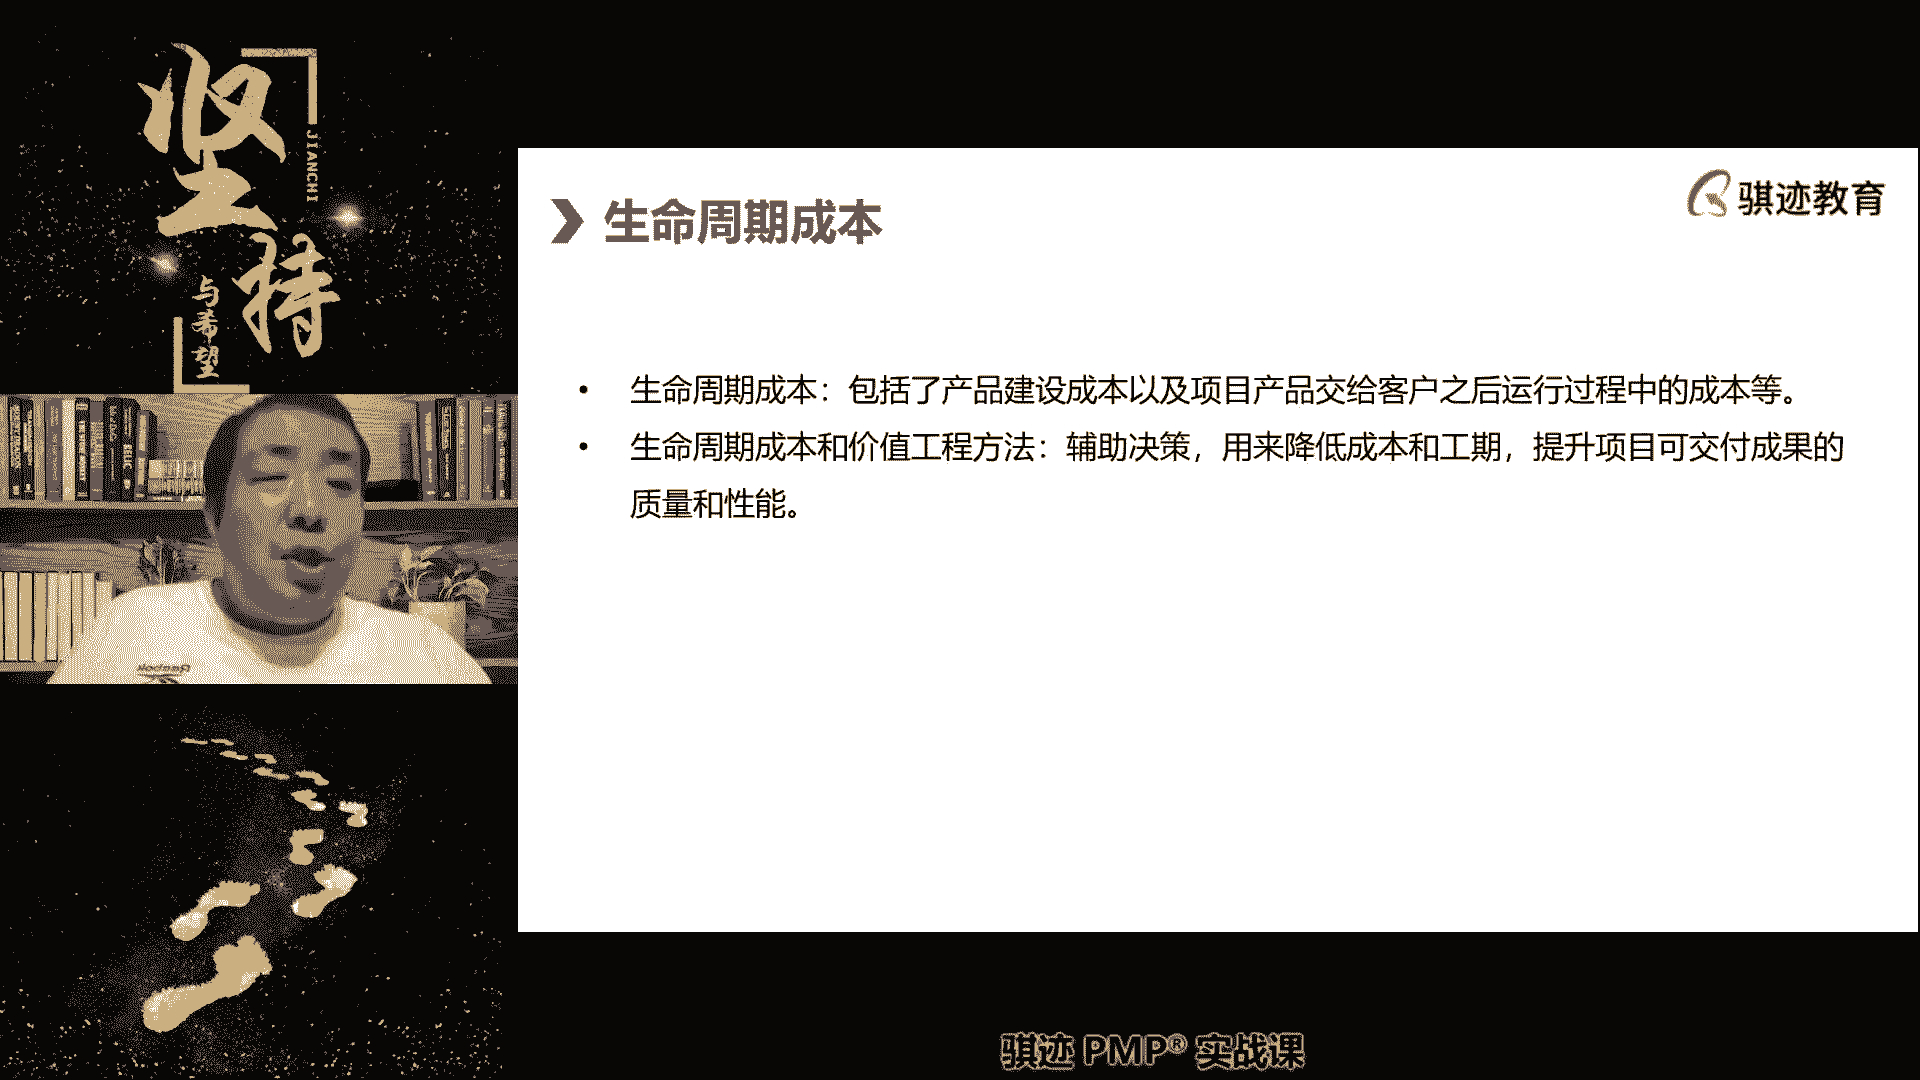 坚持
JIANCHI
与希望
骐迹教育
生命周期成本
• 生命周期成本：包括了产品建设成本以及项目产品交给客户之后运行过程中的成本等。
• 生命周期成本和价值工程方法：辅助决策，用来降低成本和工期，提升项目可交付成果的
质量和性能。
骐迹 PMP® 实战课